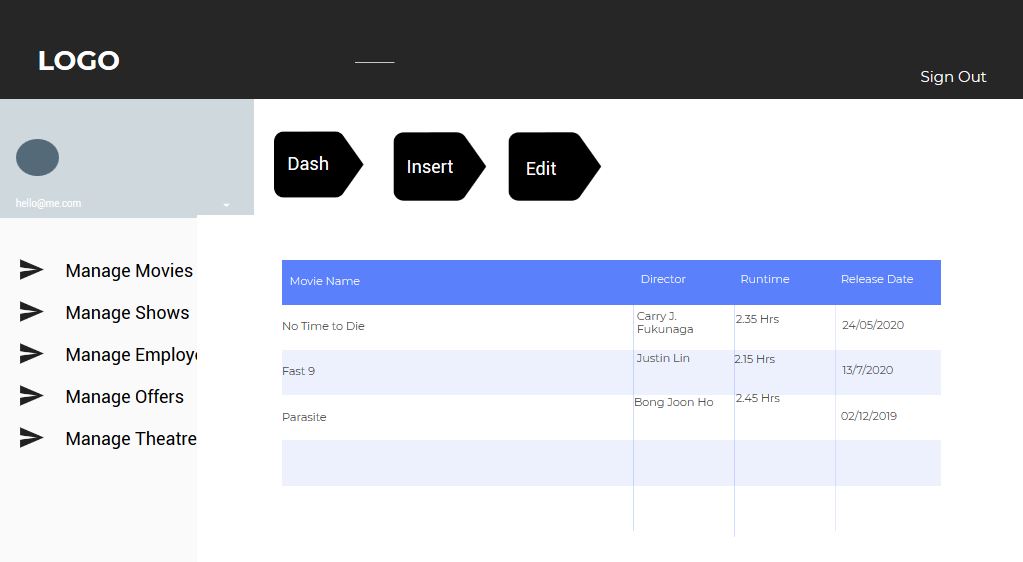 LOGO
Sign Out
hello@me.com
Dash
Insert
Edit
Manage Movies
Manage Shows
Manage Employe
Manage Offers
Manage Theatre
Movie Name Director Runtime Release Date
No Time to Die Carry J. 2.35 Hrs 24/05/2020
Fukunaga
Fast 9 Justin Lin 2.15 Hrs 13/7/2020
Parasite Bong Joon Ho 2.45 Hrs 02/12/2019